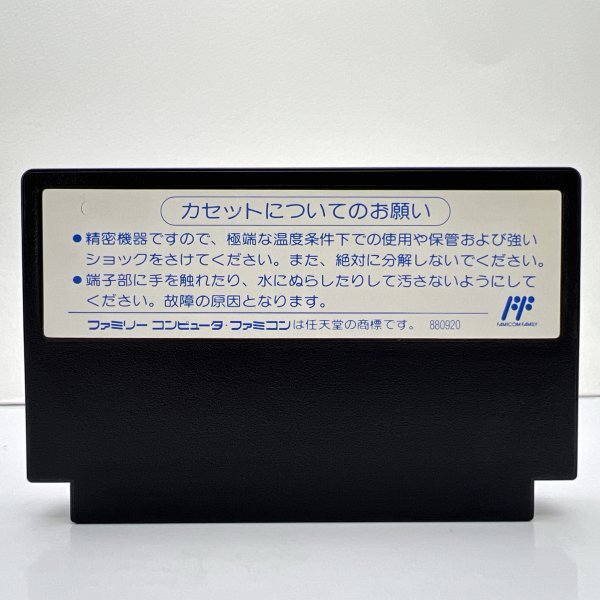 カセットについてのお願い
●精密機器ですので、極端な温度条件下での使用や保管および強い
ショックをさけてください。また、絶対に分解しないでください。
●端子部に手を触れたり、水にぬらしたりして汚さないようにして
ください。故障の原因となります。
ファミリー コンピュータ・ファミコンは任天堂の商標です。 880920
FAMICOM FAMILY